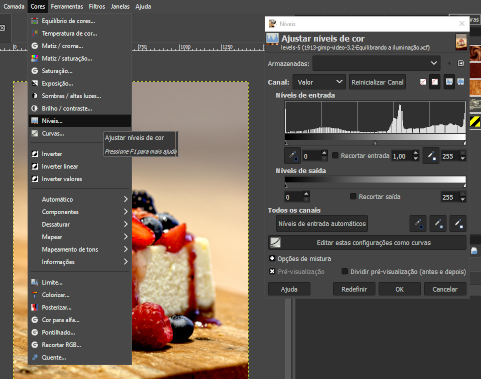 Camada Cores Ferramentas Filtros Janelas Ajuda
Equilíbrio de cores...
Temperatura de cor...
Matiz / croma...
Matiz / saturação...
Saturação...
Exposição...
Sombras / altas luzes...
Brilho / contraste...
Níveis...
Curvas...
Ajustar níveis de cor
Pressione F1 para mais ajuda
Inverter
Inverter linear
Inverter valores
Automático
Componentes
Dessaturar
Mapear
Mapeamento de tons
Informações
Limite...
Colorizar...
Posterizar...
Cor para alfa...
Pontilhado...
Recortar RGB...
Quente...
750
1000
1250
Níveis
Ajustar níveis de cor
levels-5 (1913-gimp-video-3.2-Equilibrando a iluminação.xcf)
Armazenados:
Canal: Valor Reinicializar Canal
Níveis de entrada
0 Recortar entrada 1,00 255
Níveis de saída
0 Recortar saída 255
Todos os canais
Níveis de entrada automáticos
Editar estas configurações como curvas
Opções de mistura
Pré-visualização Dividir pré-visualização (antes e depois)
Ajuda Redefinir OK Cancelar